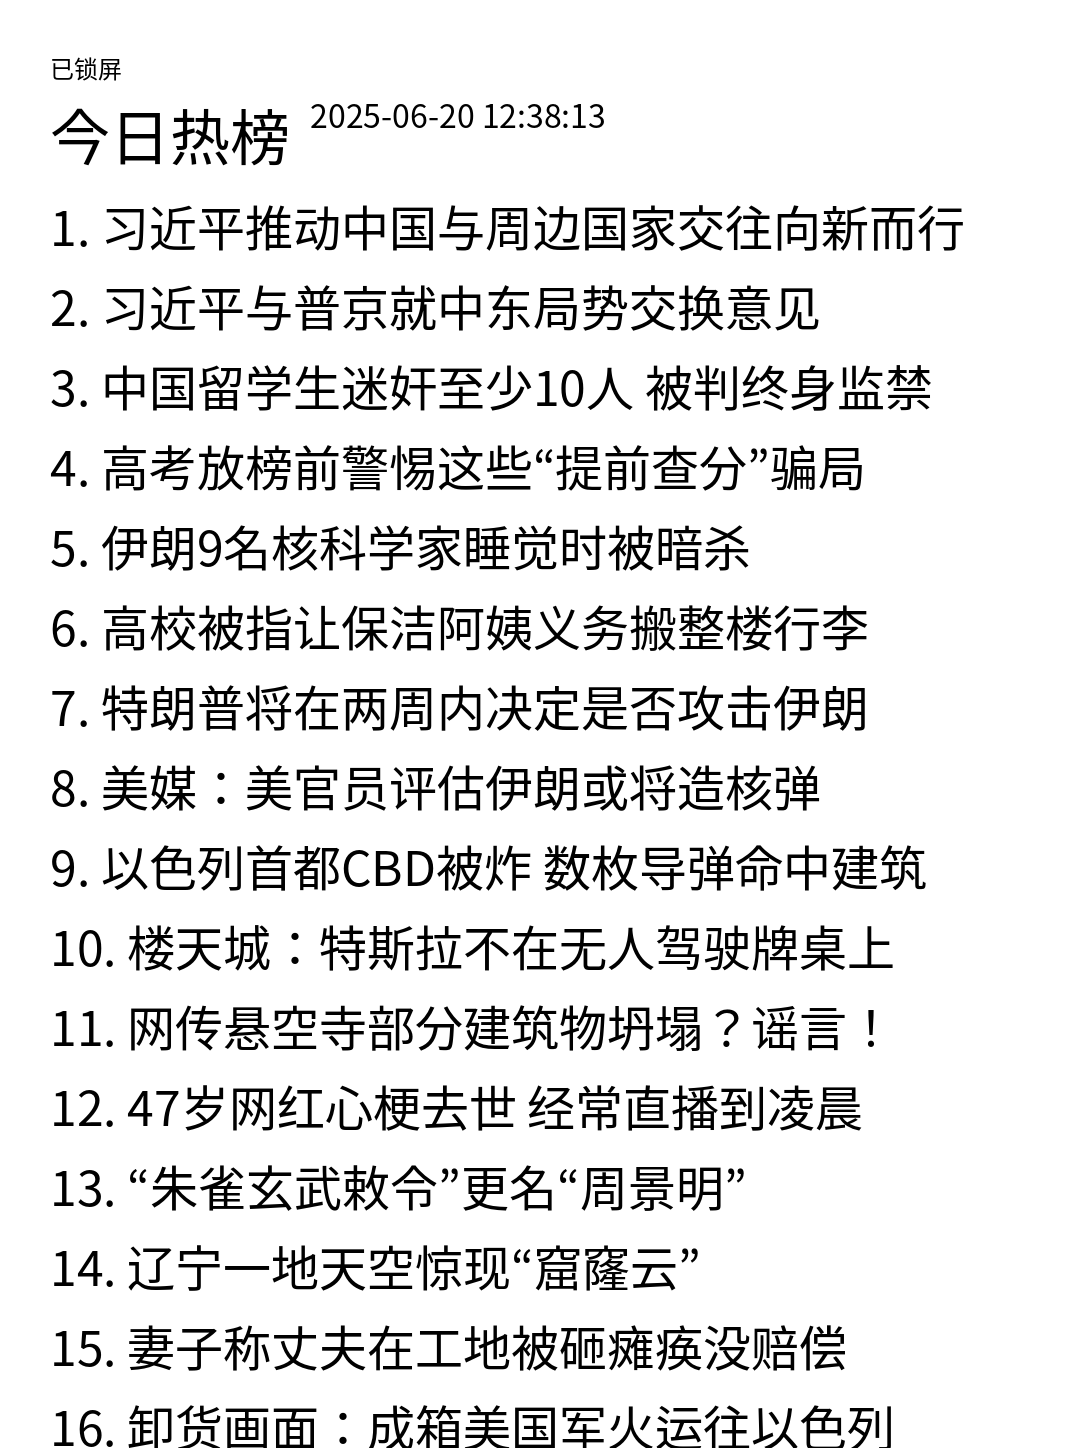 已锁屏
今日热榜 2025-06-20 12:38:13
1. 习近平推动中国与周边国家交往向新而行
2. 习近平与普京就中东局势交换意见
3. 中国留学生迷奸至少10人 被判终身监禁
4. 高考放榜前警惕这些“提前查分”骗局
5. 伊朗9名核科学家睡觉时被暗杀
6. 高校被指让保洁阿姨义务搬整楼行李
7. 特朗普将在两周内决定是否攻击伊朗
8. 美媒：美官员评估伊朗或将造核弹
9. 以色列首都CBD被炸 数枚导弹命中建筑
10. 楼天城：特斯拉不在无人驾驶牌桌上
11. 网传悬空寺部分建筑物坍塌？谣言！
12. 47岁网红心梗去世 经常直播到凌晨
13. “朱雀玄武敕令”更名“周景明”
14. 辽宁一地天空惊现“窟窿云”
15. 妻子称丈夫在工地被砸瘫痪没赔偿
16. 卸货画面：成箱美国军火运往以色列